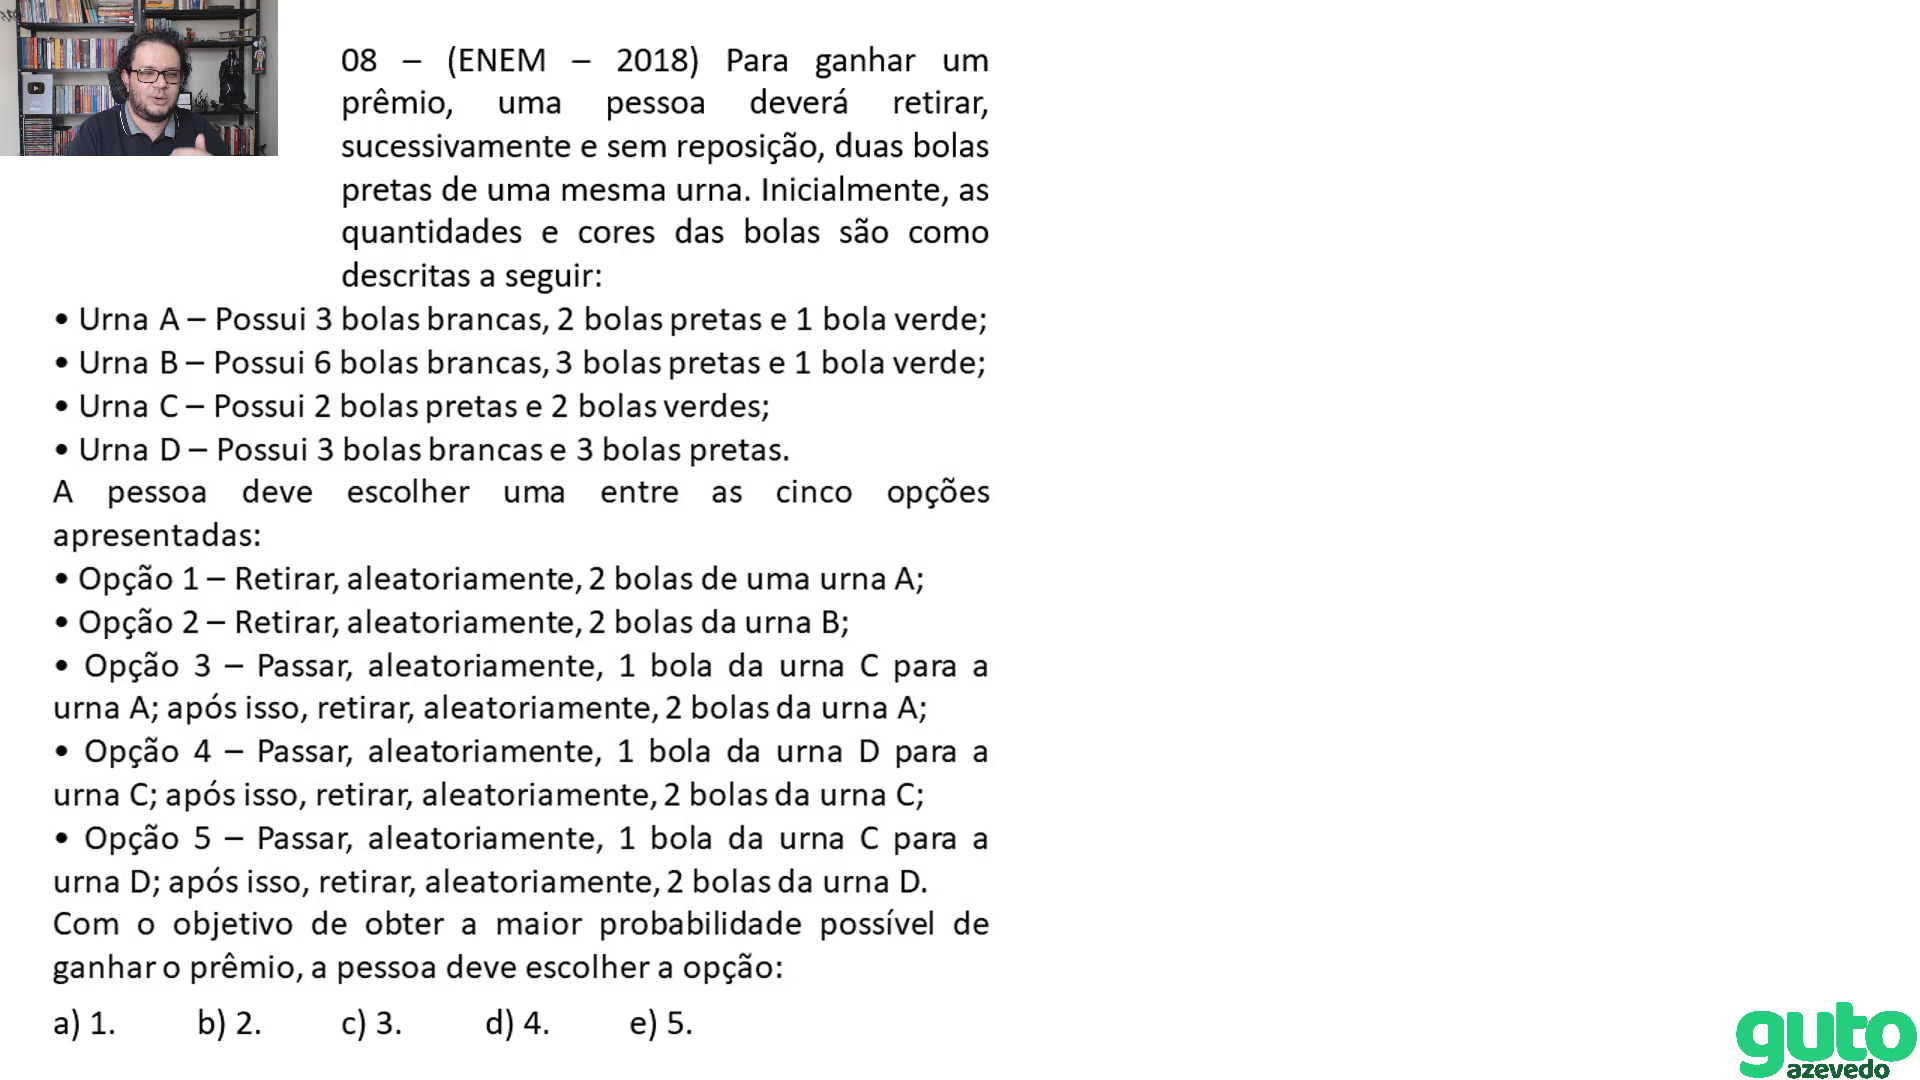 08 – (ENEM – 2018) Para ganhar um
prêmio, uma pessoa deverá retirar,
sucessivamente e sem reposição, duas bolas
pretas de uma mesma urna. Inicialmente, as
quantidades e cores das bolas são como
descritas a seguir:
• Urna A – Possui 3 bolas brancas, 2 bolas pretas e 1 bola verde;
• Urna B – Possui 6 bolas brancas, 3 bolas pretas e 1 bola verde;
• Urna C – Possui 2 bolas pretas e 2 bolas verdes;
• Urna D – Possui 3 bolas brancas e 3 bolas pretas.
A pessoa deve escolher uma entre as cinco opções
apresentadas:
• Opção 1 – Retirar, aleatoriamente, 2 bolas de uma urna A;
• Opção 2 – Retirar, aleatoriamente, 2 bolas da urna B;
• Opção 3 – Passar, aleatoriamente, 1 bola da urna C para a
urna A; após isso, retirar, aleatoriamente, 2 bolas da urna A;
• Opção 4 – Passar, aleatoriamente, 1 bola da urna D para a
urna C; após isso, retirar, aleatoriamente, 2 bolas da urna C;
• Opção 5 – Passar, aleatoriamente, 1 bola da urna C para a
urna D; após isso, retirar, aleatoriamente, 2 bolas da urna D.
Com o objetivo de obter a maior probabilidade possível de
ganhar o prêmio, a pessoa deve escolher a opção:
a) 1. b) 2. c) 3. d) 4. e) 5.
guto
azevedo